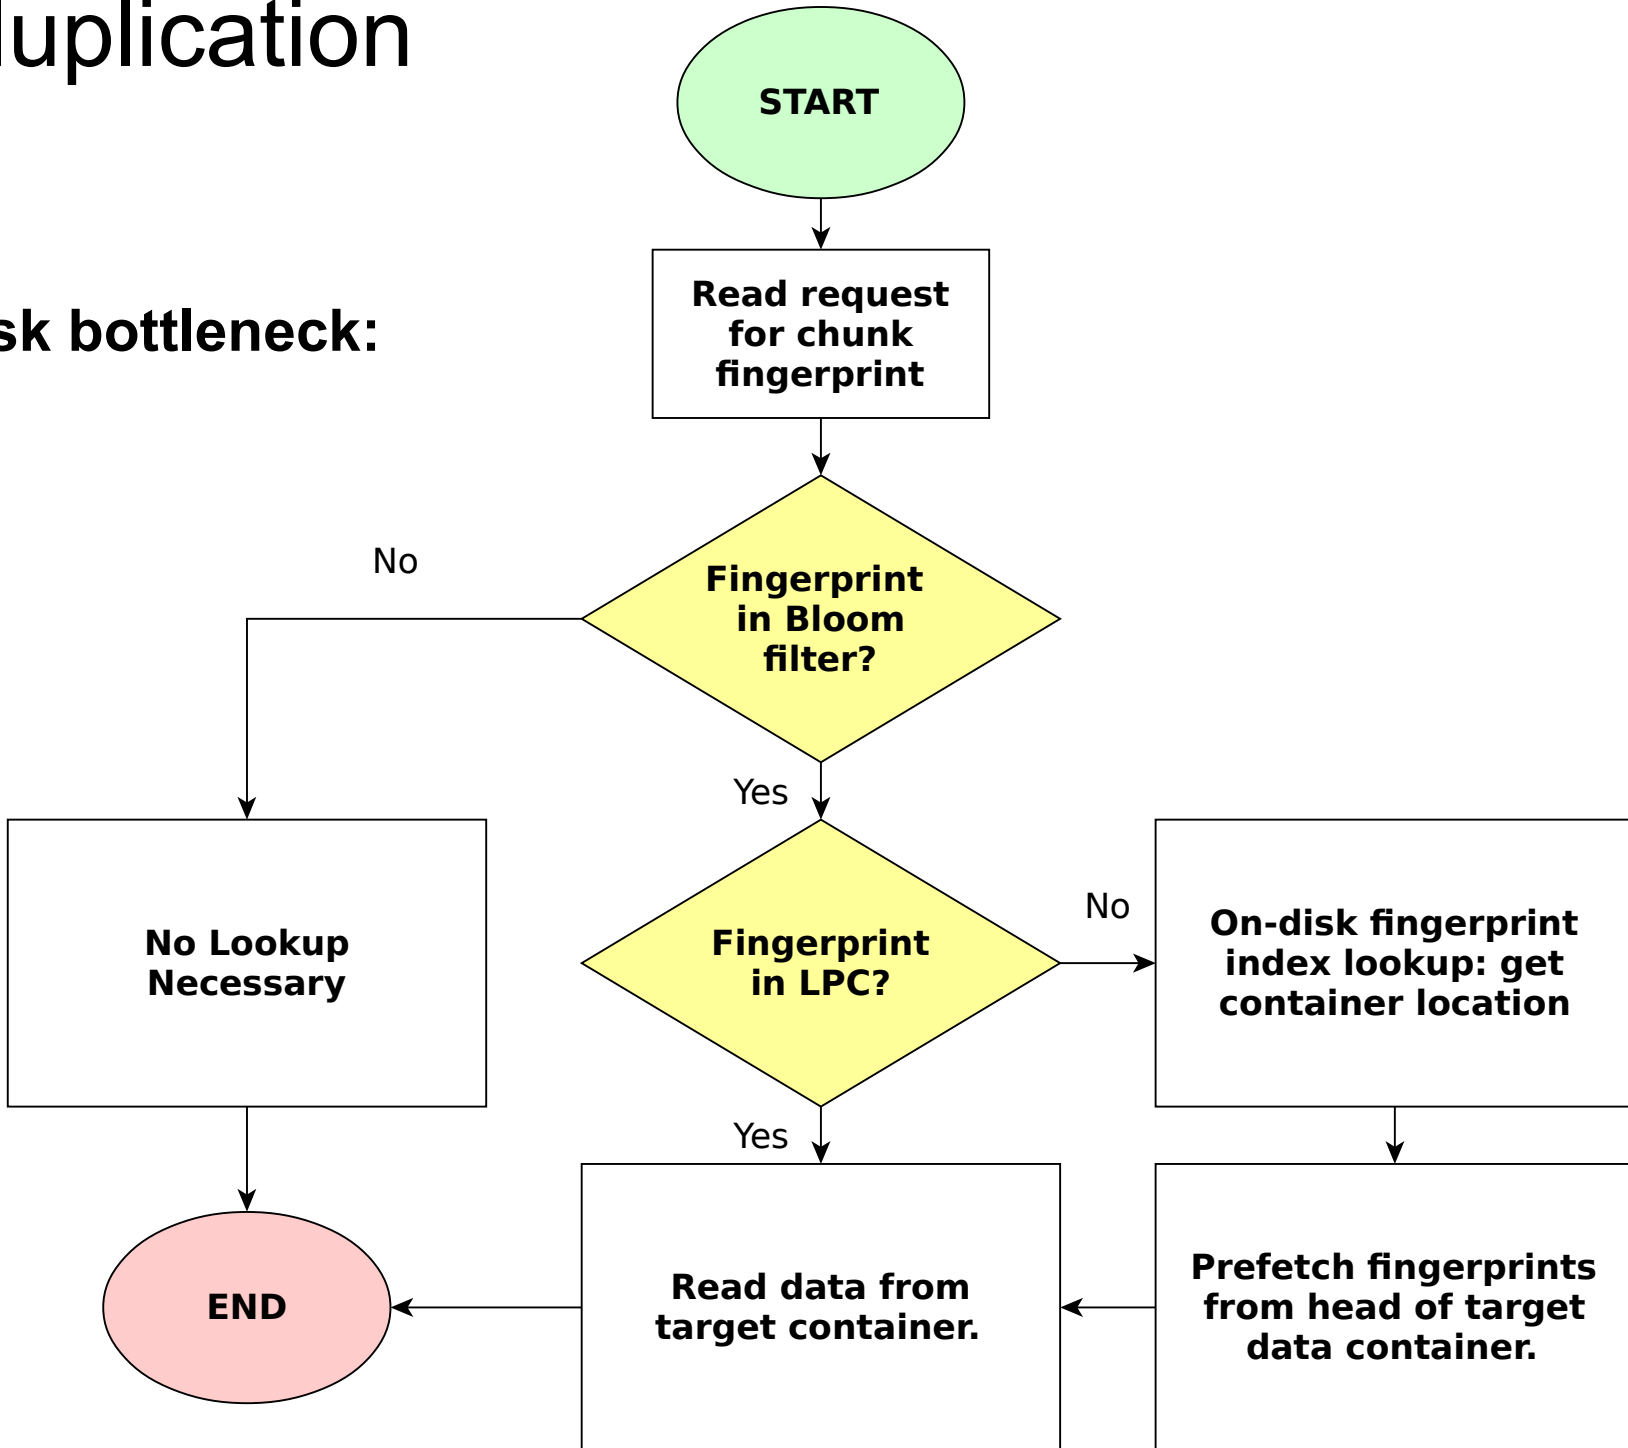 luplication
START
Read request
for chunk
fingerprint
sk bottleneck:
No
Fingerprint
in Bloom
filter?
Yes
No Lookup
Necessary
Fingerprint
in LPC?
No
On-disk fingerprint
index lookup: get
container location
Yes
END
Read data from
target container.
Prefetch fingerprints
from head of target
data container.